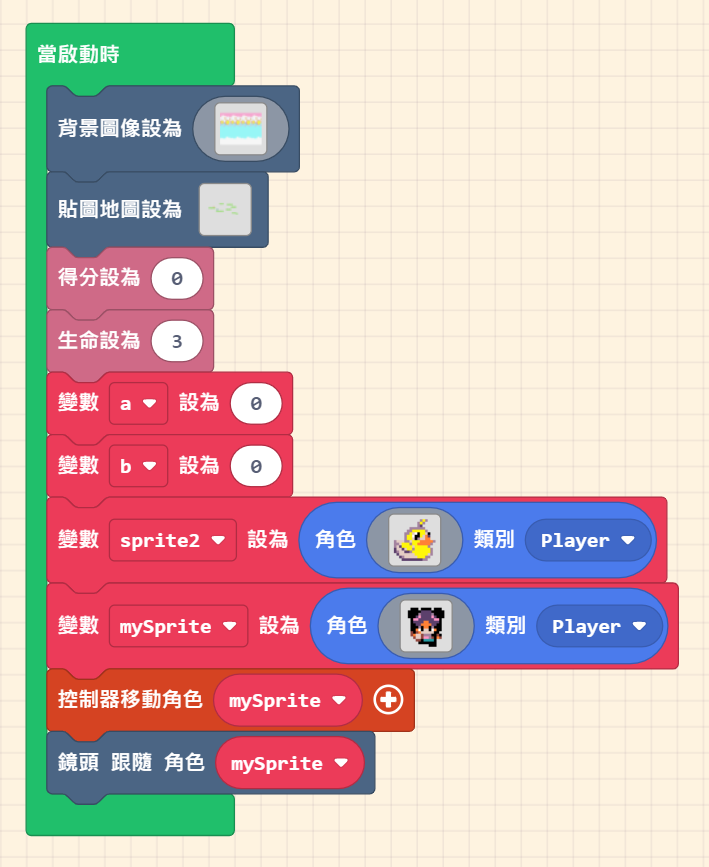 當啟動時
背景圖像設為
貼圖地圖設為
得分設為 0
生命設為 3
變數 a 設為 0
變數 b 設為 0
變數 sprite2 設為 角色 類別 Player
變數 mySprite 設為 角色 類別 Player
控制器移動角色 mySprite
鏡頭 跟隨 角色 mySprite